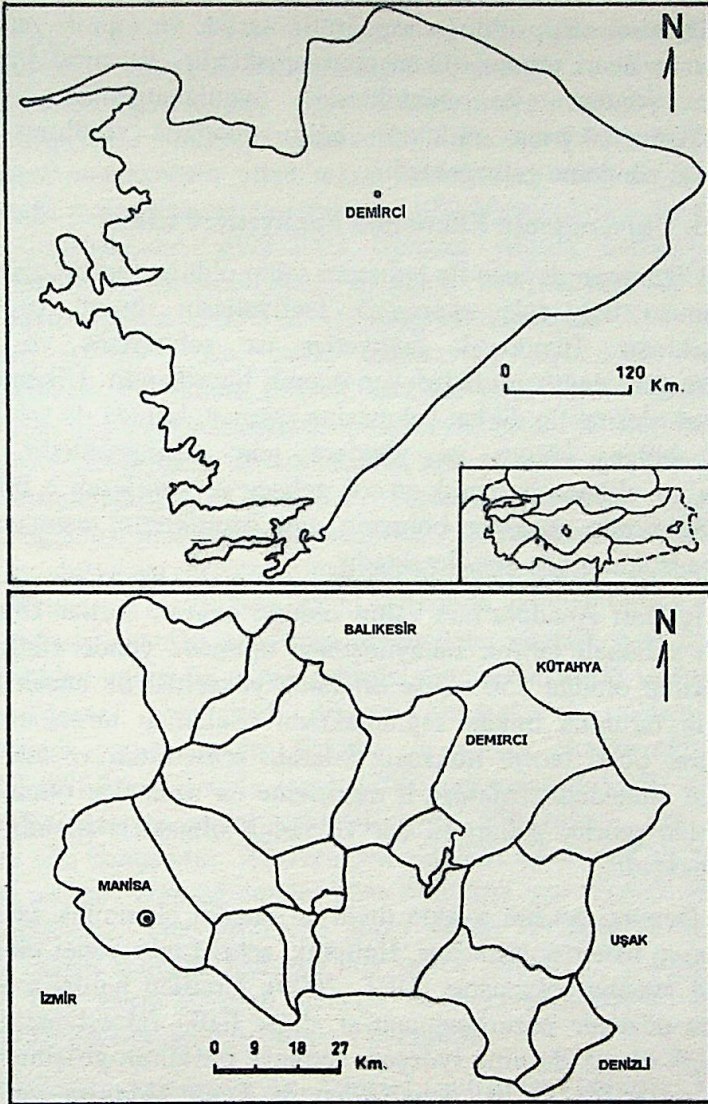 N
DEMİRCİ
0 120
Km.
BALIKESİR
N
KÜTAHYA
DEMIRCI
MANİSA
UŞAK
İZMİR
0 9 18 27
Km.
DENİZLİ